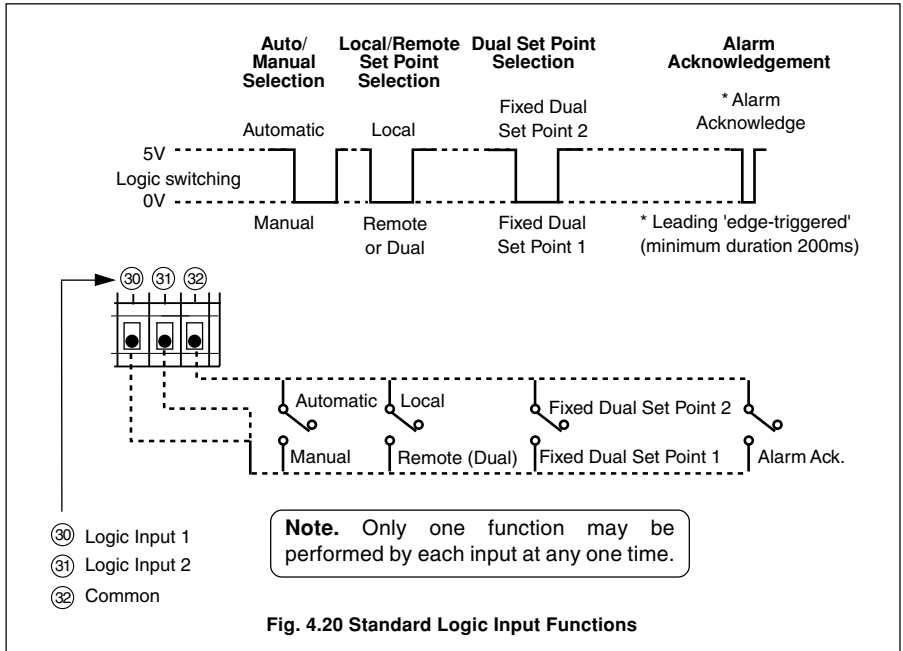 Auto/ Manual Selection
Local/Remote Set Point Selection
Dual Set Point Selection
Alarm Acknowledgement
Automatic
Local
Fixed Dual
Set Point 2
* Alarm
Acknowledge
5V
Logic switching
0V
Manual
Remote
or Dual
Fixed Dual
Set Point 1
* Leading 'edge-triggered'
(minimum duration 200ms)
30 31 32
Automatic
Local
Fixed Dual Set Point 2
Manual
Remote (Dual)
Fixed Dual Set Point 1
Alarm Ack.
30 Logic Input 1
31 Logic Input 2
32 Common
Note. Only one function may be
performed by each input at any one time.
Fig. 4.20 Standard Logic Input Functions